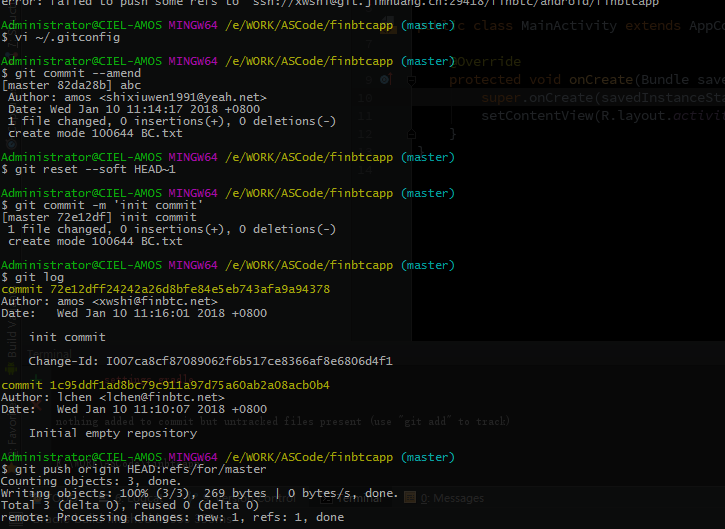 error: failed to push some refs to 'ssh://xwshi@git.jimhuang.cn:29418/finbtc/android/finbtcapp
Administrator@CIEL-AMOS MINGW64 /e/WORK/ASCode/finbtcapp (master)
$ vi ~/.gitconfig
Administrator@CIEL-AMOS MINGW64 /e/WORK/ASCode/finbtcapp (master)
$ git commit --amend
[master 82da28b] abc
Author: amos <shixiuwen1991@yeah.net>
Date: Wed Jan 10 11:14:17 2018 +0800
1 file changed, 0 insertions(+), 0 deletions(-)
create mode 100644 BC.txt
Administrator@CIEL-AMOS MINGW64 /e/WORK/ASCode/finbtcapp (master)
$ git reset --soft HEAD~1
Administrator@CIEL-AMOS MINGW64 /e/WORK/ASCode/finbtcapp (master)
$ git commit -m 'init commit'
[master 72e12df] init commit
1 file changed, 0 insertions(+), 0 deletions(-)
create mode 100644 BC.txt
Administrator@CIEL-AMOS MINGW64 /e/WORK/ASCode/finbtcapp (master)
$ git log
commit 72e12dff24242a26d8bfe84e5eb743afa9a94378
Author: amos <xwshi@finbtc.net>
Date: Wed Jan 10 11:16:01 2018 +0800
init commit
Change-Id: I007ca8cf87089062f6b517ce8366af8e6806d4f1
commit 1c95ddf1ad8bc79c911a97d75a60ab2a08acb0b4
Author: lchen <lchen@finbtc.net>
Date: Wed Jan 10 11:10:07 2018 +0800
Initial empty repository
Administrator@CIEL-AMOS MINGW64 /e/WORK/ASCode/finbtcapp (master)
$ git push origin HEAD:refs/for/master
Counting objects: 3, done.
Writing objects: 100% (3/3), 269 bytes | 0 bytes/s, done.
Total 3 (delta 0), reused 0 (delta 0)
remote: Processing changes: new: 1, refs: 1, done
c class MainActivity extends AppCo
Override
protected void onCreate(Bundle save
super.onCreate(savedInstanceSta
setContentView(R.layout.activit
}
}
nothing added to commit but untracked files present (use "git add" to track)
Terminal
0: Messages